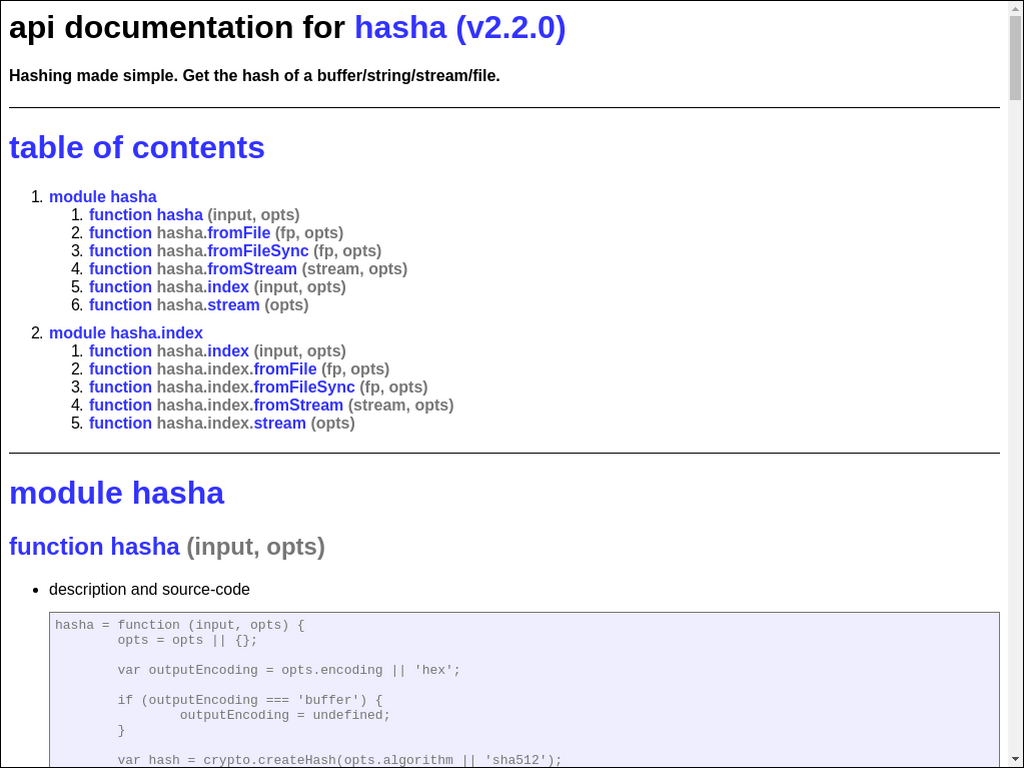 api documentation for hasha (v2.2.0)
Hashing made simple. Get the hash of a buffer/string/stream/file.
table of contents
1. module hasha
1. function hasha (input, opts)
2. function hasha.fromFile (fp, opts)
3. function hasha.fromFileSync (fp, opts)
4. function hasha.fromStream (stream, opts)
5. function hasha.index (input, opts)
6. function hasha.stream (opts)
2. module hasha.index
1. function hasha.index (input, opts)
2. function hasha.index.fromFile (fp, opts)
3. function hasha.index.fromFileSync (fp, opts)
4. function hasha.index.fromStream (stream, opts)
5. function hasha.index.stream (opts)
module hasha
function hasha (input, opts)
• description and source-code
hasha = function (input, opts) {
opts = opts || {};
var outputEncoding = opts.encoding || 'hex';
if (outputEncoding === 'buffer') {
outputEncoding = undefined;
}
var hash = crypto.createHash(opts.algorithm || 'sha512');